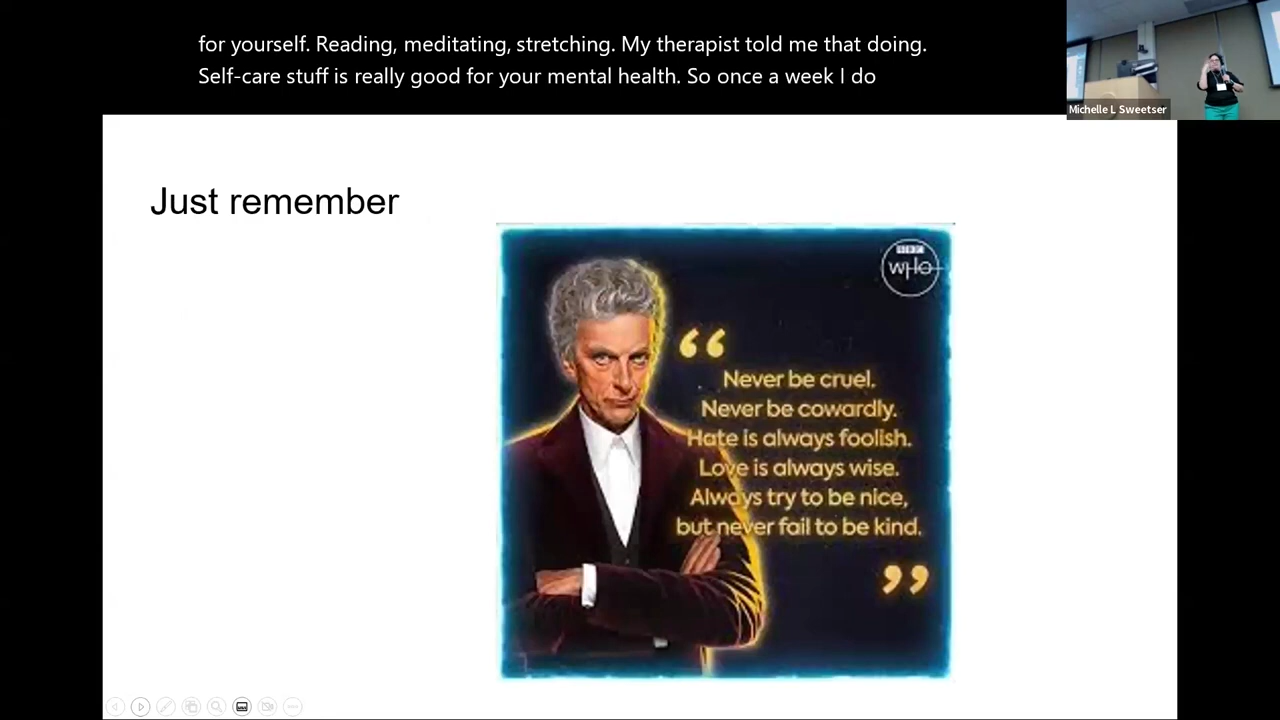 for yourself. Reading, meditating, stretching. My therapist told me that doing.
Self-care stuff is really good for your mental health. So once a week I do
Michelle L Sweetser
Just remember
BBC
WHO
“
Never be cruel.
Never be cowardly.
Hate is always foolish.
Love is always wise.
Always try to be nice,
but never fail to be kind.
”